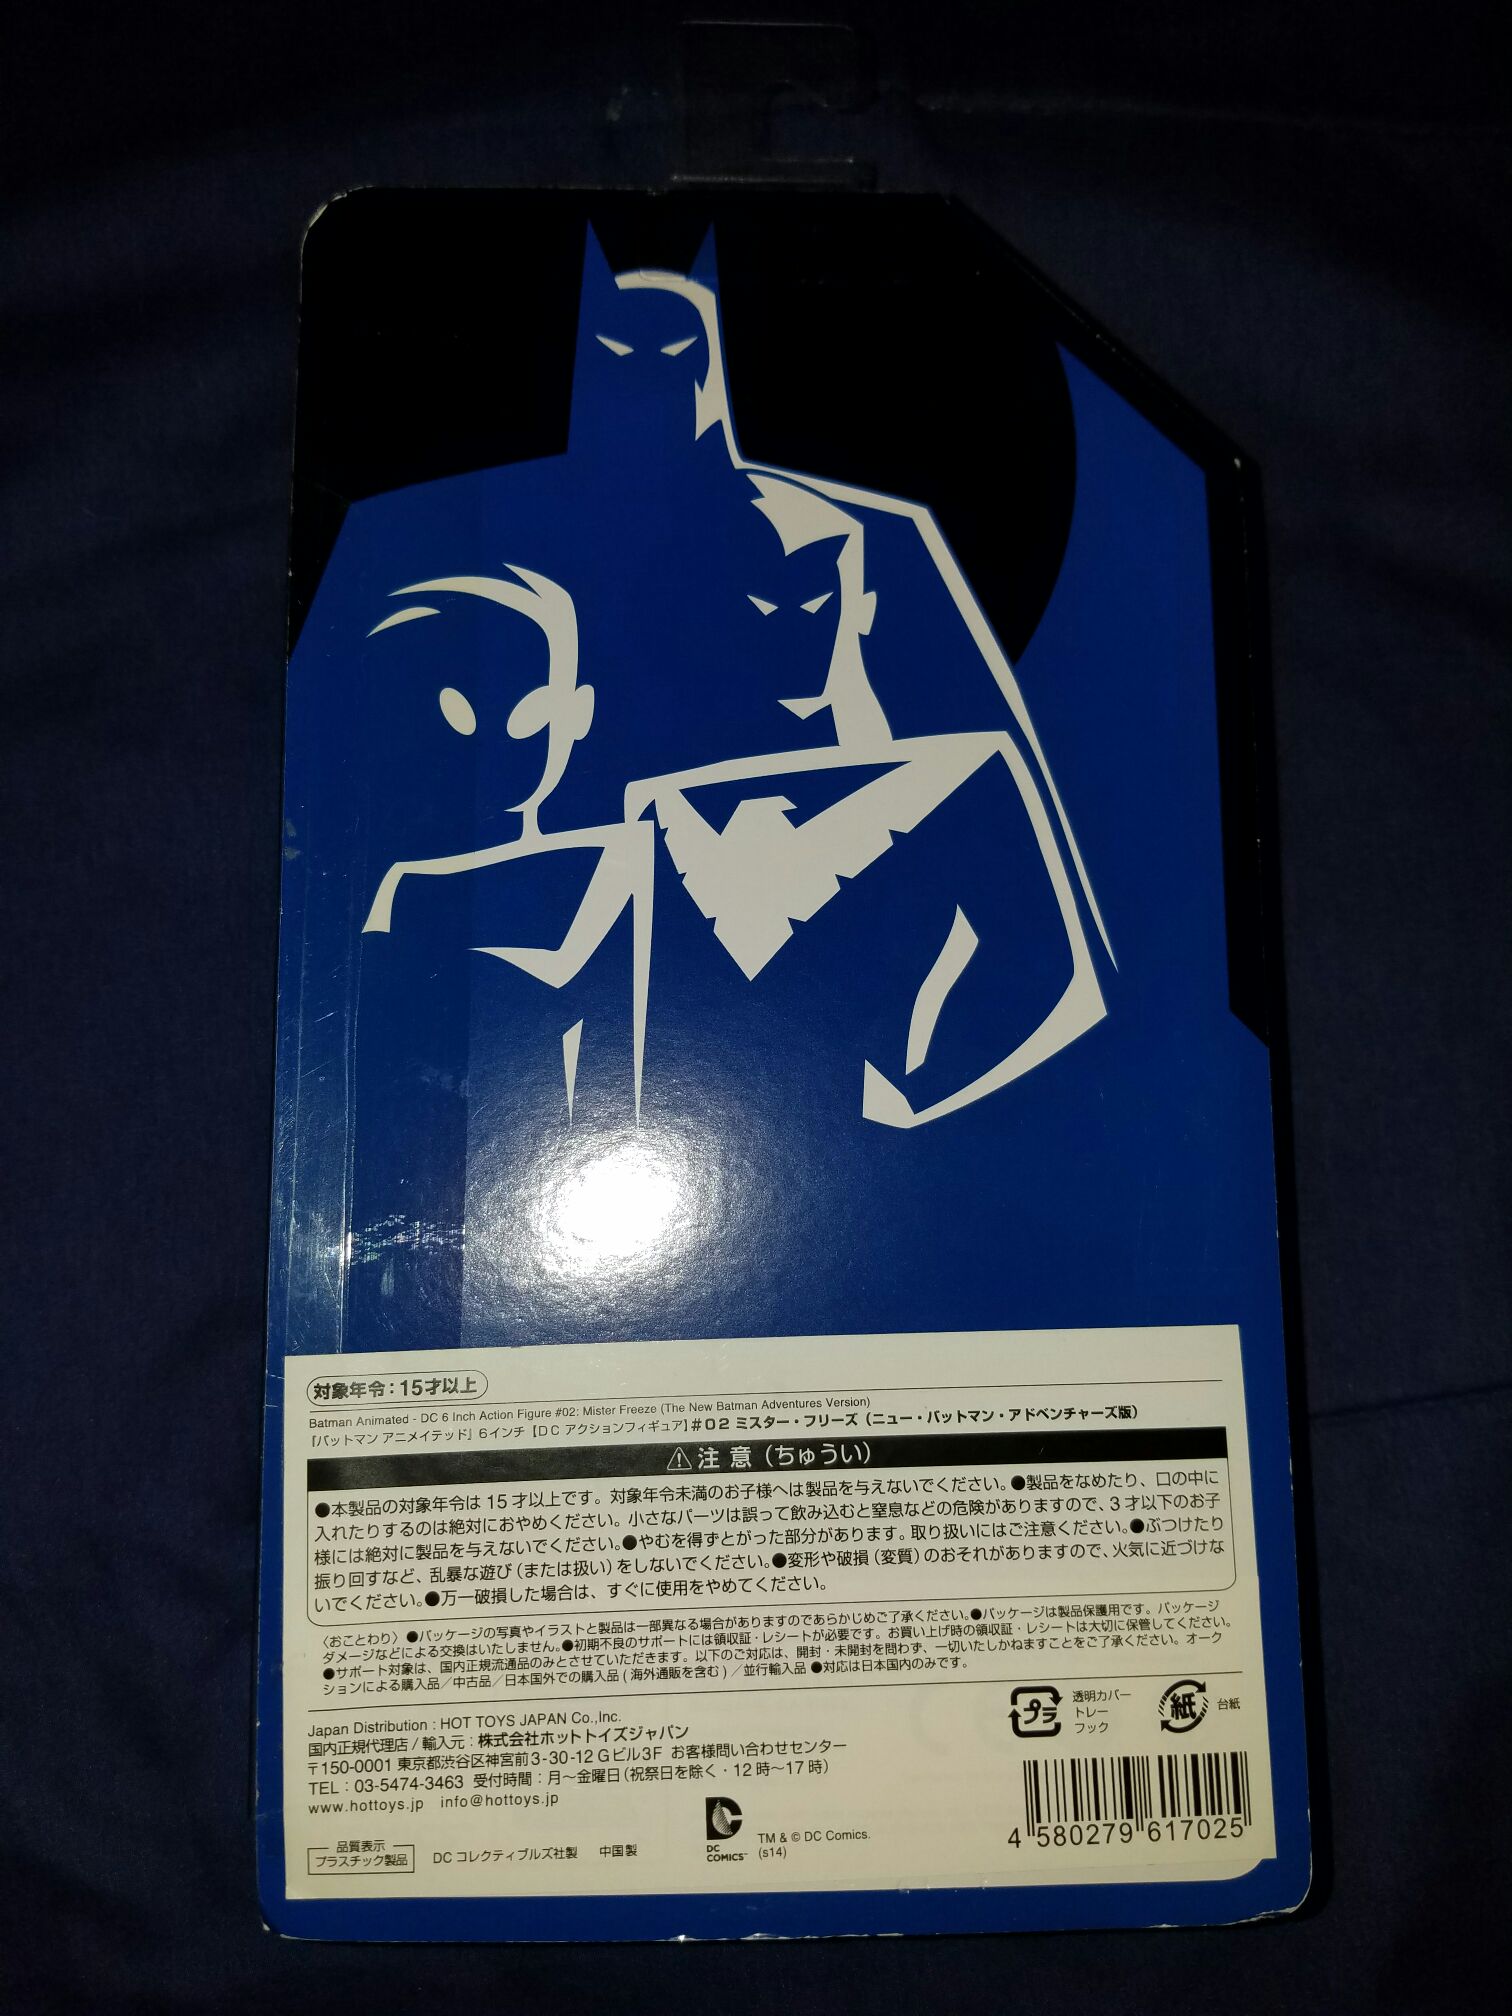 対象年令：15才以上
Batman Animated - DC 6 Inch Action Figure #02: Mister Freeze (The New Batman Adventures Version)
『バットマン アニメイテッド』 6インチ【DC アクションフィギュア】#02 ミスター・フリーズ（ニュー・バットマン・アドベンチャーズ版）
⚠注 意（ちゅうい）
●本製品の対象年令は 15 才以上です。対象年令未満のお子様へは製品を与えないでください。●製品をなめたり、口の中に
入れたりするのは絶対におやめください。小さなパーツは誤って飲み込むと窒息などの危険がありますので、3 才以下のお子
様には絶対に製品を与えないでください。●やむを得ずとがった部分があります。取り扱いにはご注意ください。●ぶつけたり
振り回すなど、乱暴な遊び（または扱い）をしないでください。●変形や破損（変質）のおそれがありますので、火気に近づけな
いでください。●万一破損した場合は、すぐに使用をやめてください。
〈おことわり〉●パッケージの写真やイラストと製品は一部異なる場合がありますのであらかじめご了承ください。●パッケージは製品保護用です。パッケージ
ダメージなどによる交換はいたしません。●初期不良のサポートには領収証・レシートが必要です。お買い上げ時の領収証・レシートは大切に保管してください。
●サポート対象は、国内正規流通品のみとさせていただきます。以下のご対応は、開封・未開封を問わず、一切いたしかねますことをご了承ください。オーク
ションによる購入品／中古品／日本国外での購入品（海外通販を含む）／並行輸入品 ●対応は日本国内のみです。
Japan Distribution : HOT TOYS JAPAN Co.,Inc.
国内正規代理店 / 輸入元：株式会社ホットトイズジャパン
〒150-0001 東京都渋谷区神宮前3-30-12 Gビル3F お客様問い合わせセンター
TEL：03-5474-3463 受付時間：月〜金曜日（祝祭日を除く・12 時〜17 時）
www.hottoys.jp info@hottoys.jp
プラ
透明カバー
トレー
フック
紙
台紙
品質表示
プラスチック製品
DC コレクティブルズ社製 中国製
DC
COMICS™
TM & © DC Comics.
(s14)
4 580279 617025